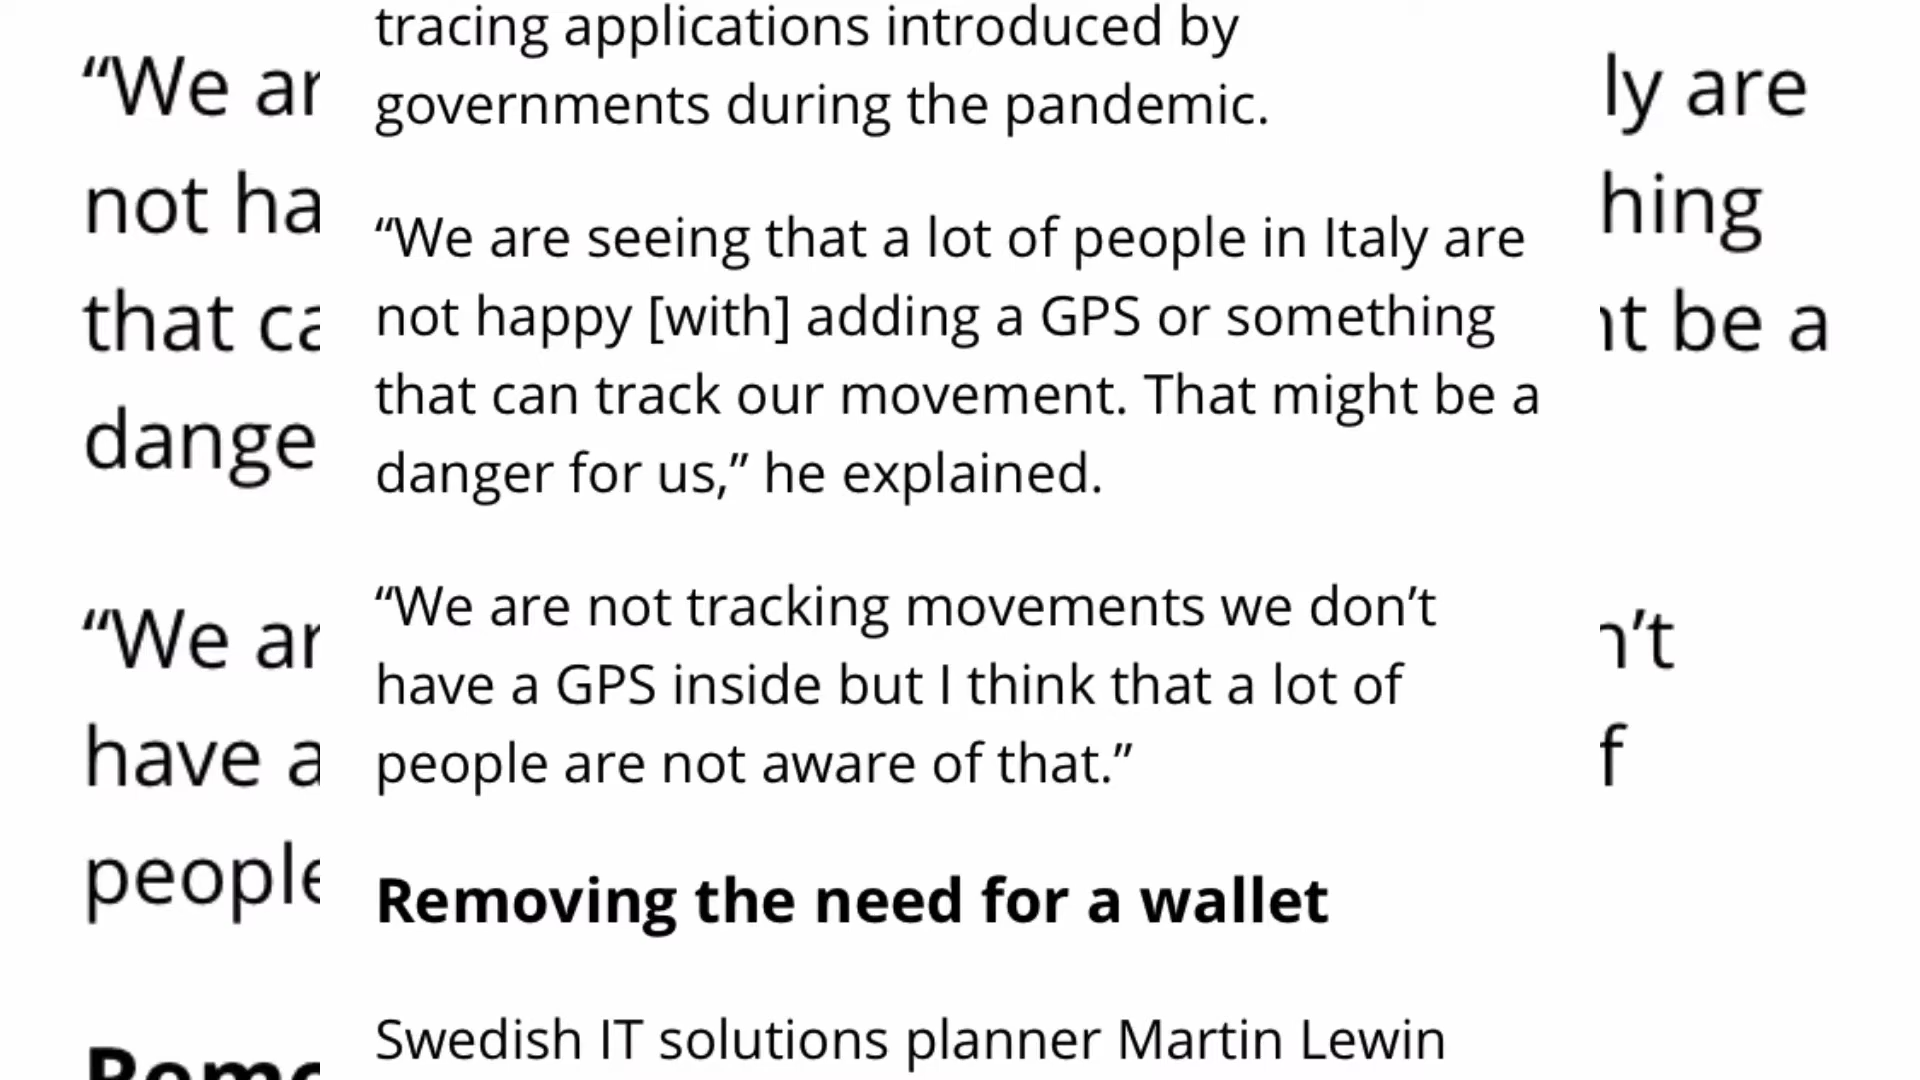 tracing applications introduced by
governments during the pandemic.
“We are seeing that a lot of people in Italy are
not happy [with] adding a GPS or something
that can track our movement. That might be a
danger for us,” he explained.
“We are not tracking movements we don’t
have a GPS inside but I think that a lot of
people are not aware of that.”
Removing the need for a wallet
Swedish IT solutions planner Martin Lewin